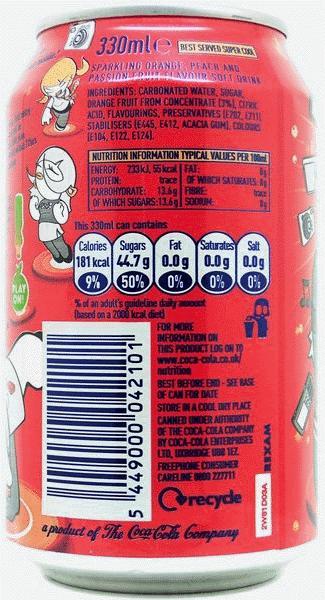 330ml e BEST SERVED SUPER COOL
SPARKLING ORANGE, PEACH AND
PASSION FRUIT FLAVOUR SOFT DRINK
INGREDIENTS: CARBONATED WATER, SUGAR,
ORANGE FRUIT FROM CONCENTRATE (3%), CITRIC
ACID, FLAVOURINGS, PRESERVATIVES (E202, E211)
STABILISERS (E445, E412, ACACIA GUM), COLOURS
(E104, E122, E124).
NUTRITION INFORMATION TYPICAL VALUES PER 100ml
ENERGY: 233kJ, 55kcal FAT: 0g
PROTEIN: trace OF WHICH SATURATES: 0g
CARBOHYDRATE: 13.6g FIBRE: trace
OF WHICH SUGARS: 13.6g SODIUM: 0g
This 330ml can contains
Calories Sugars Fat Saturates Salt
181 kcal 44.7 g 0.0 g 0.0 g 0.0 g
9% 50% 0% 0% 0%
% of an adult's guideline daily amount
(based on a 2000 kcal diet)
PLAY
ON!
FOR MORE
INFORMATION ON
THIS PRODUCT LOG ON TO
www.coca-cola.co.uk/
nutrition
BEST BEFORE END - SEE BASE
OF CAN FOR DATE
STORE IN A COOL DRY PLACE
CANNED UNDER AUTHORITY
OF THE COCA-COLA COMPANY
BY COCA-COLA ENTERPRISES
LTD, UXBRIDGE UB8 1EZ.
FREEPHONE CONSUMER
CARELINE 0800 227711
recycle
5 449000 042101
REXAM
2W81D03A
a product of The Coca-Cola Company